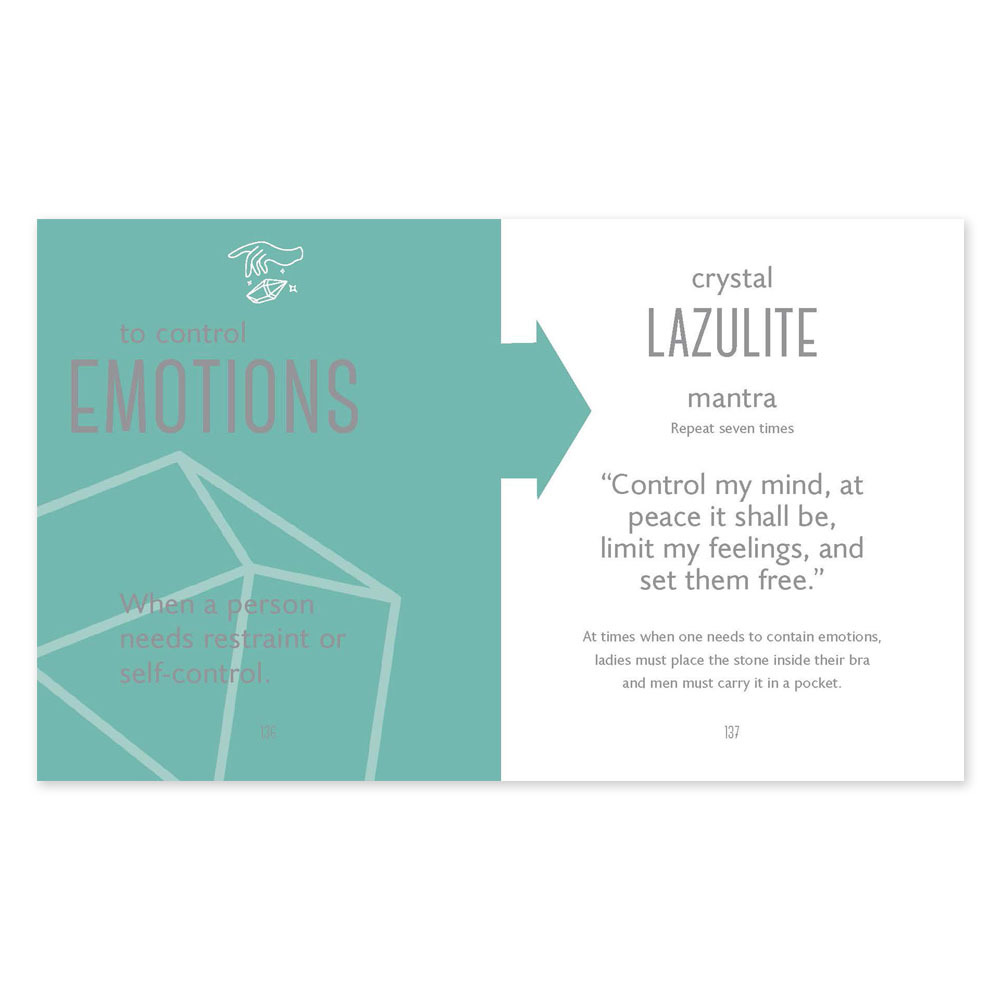 to control
EMOTIONS
When a person
needs restraint or
self-control.
136
crystal
LAZULITE
mantra
Repeat seven times
“Control my mind, at
peace it shall be,
limit my feelings, and
set them free.”
At times when one needs to contain emotions,
ladies must place the stone inside their bra
and men must carry it in a pocket.
137